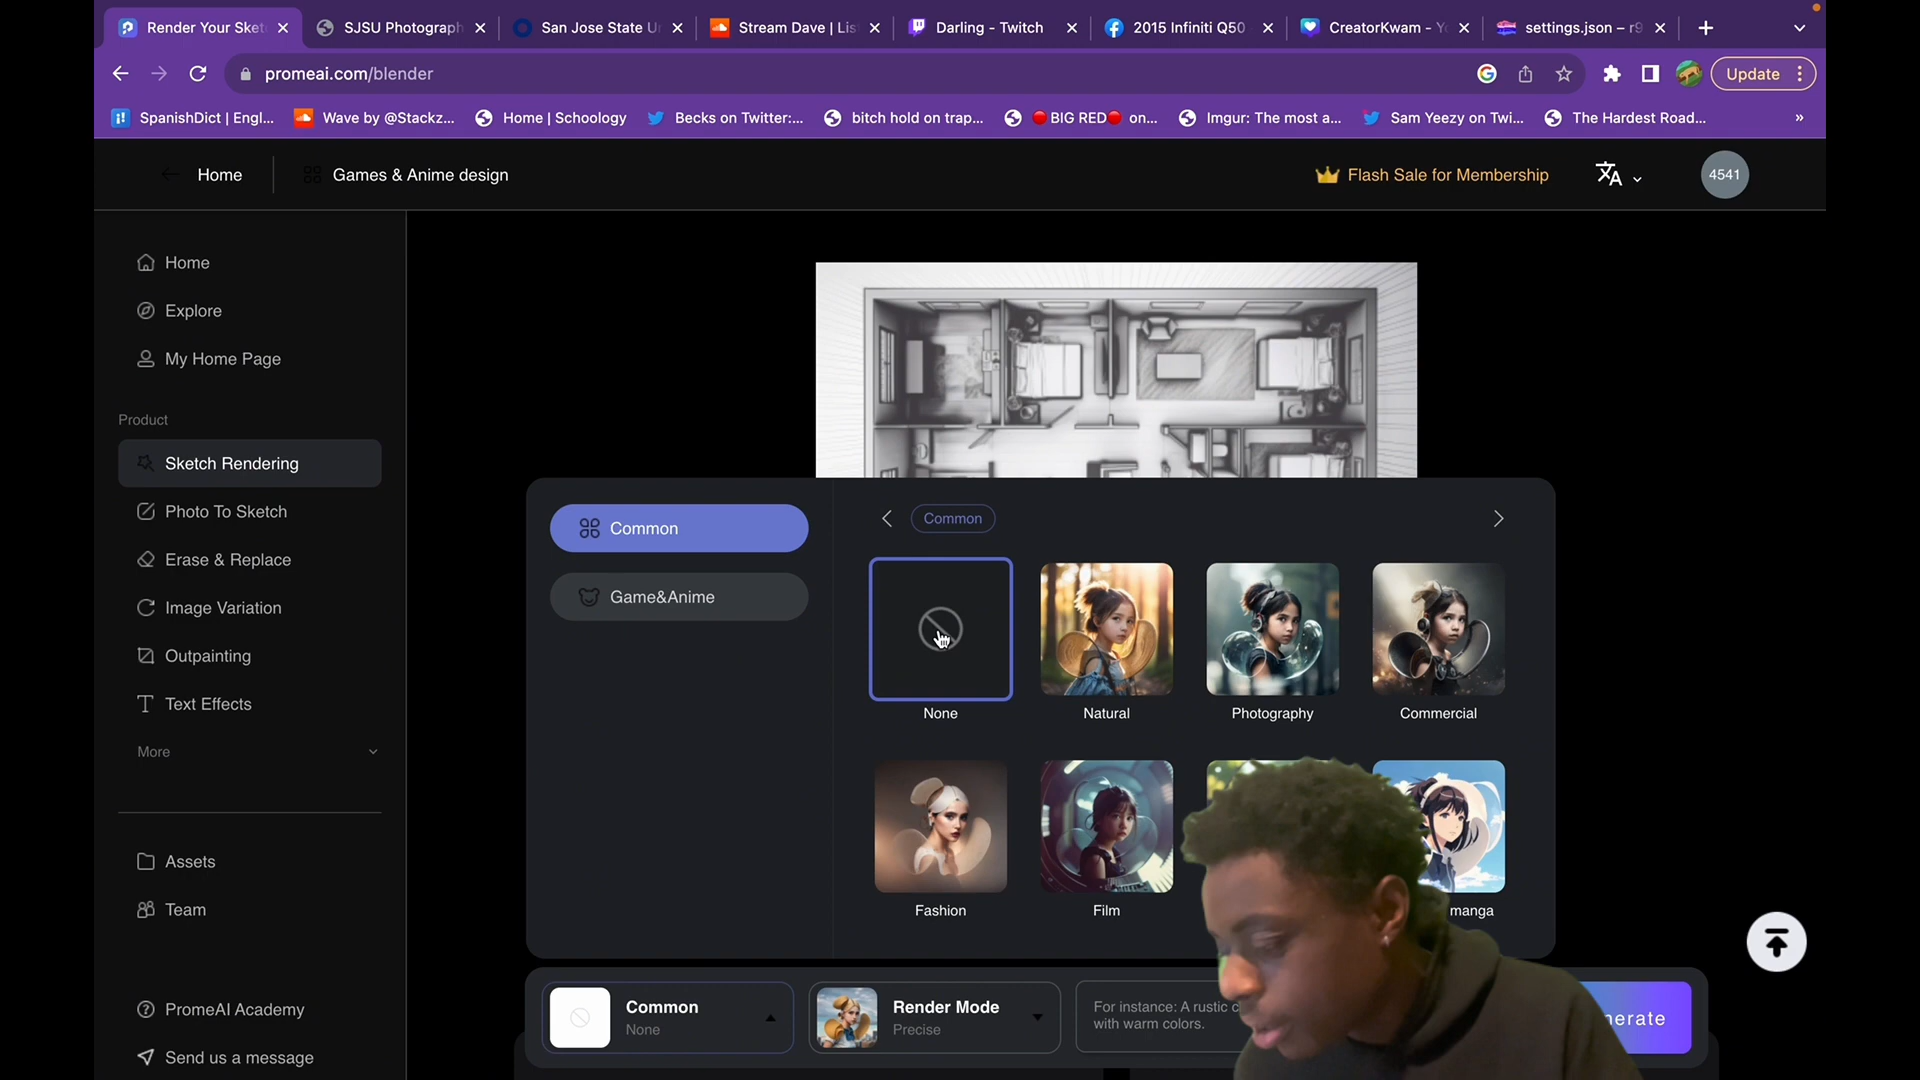 Render Your Sket
SJSU Photograph
San Jose State U
Stream Dave | Lis
Darling - Twitch
2015 Infiniti Q50
CreatorKwam - Y
settings.json – r9
promeai.com/blender
Update
SpanishDict | Engl...
Wave by @Stackz...
Home | Schoology
Becks on Twitter:...
bitch hold on trap...
🔴BIG RED🔴 on...
Imgur: The most a...
Sam Yeezy on Twi...
The Hardest Road...
»
Home
Games & Anime design
Flash Sale for Membership
4541
Home
Explore
My Home Page
Product
Sketch Rendering
Photo To Sketch
Erase & Replace
Image Variation
Outpainting
Text Effects
More
Assets
Team
PromeAI Academy
Send us a message
Common
Game&Anime
Common
None
Natural
Photography
Commercial
Fashion
Film
manga
Common
None
Render Mode
Precise
For instance: A rustic c
with warm colors.
nerate